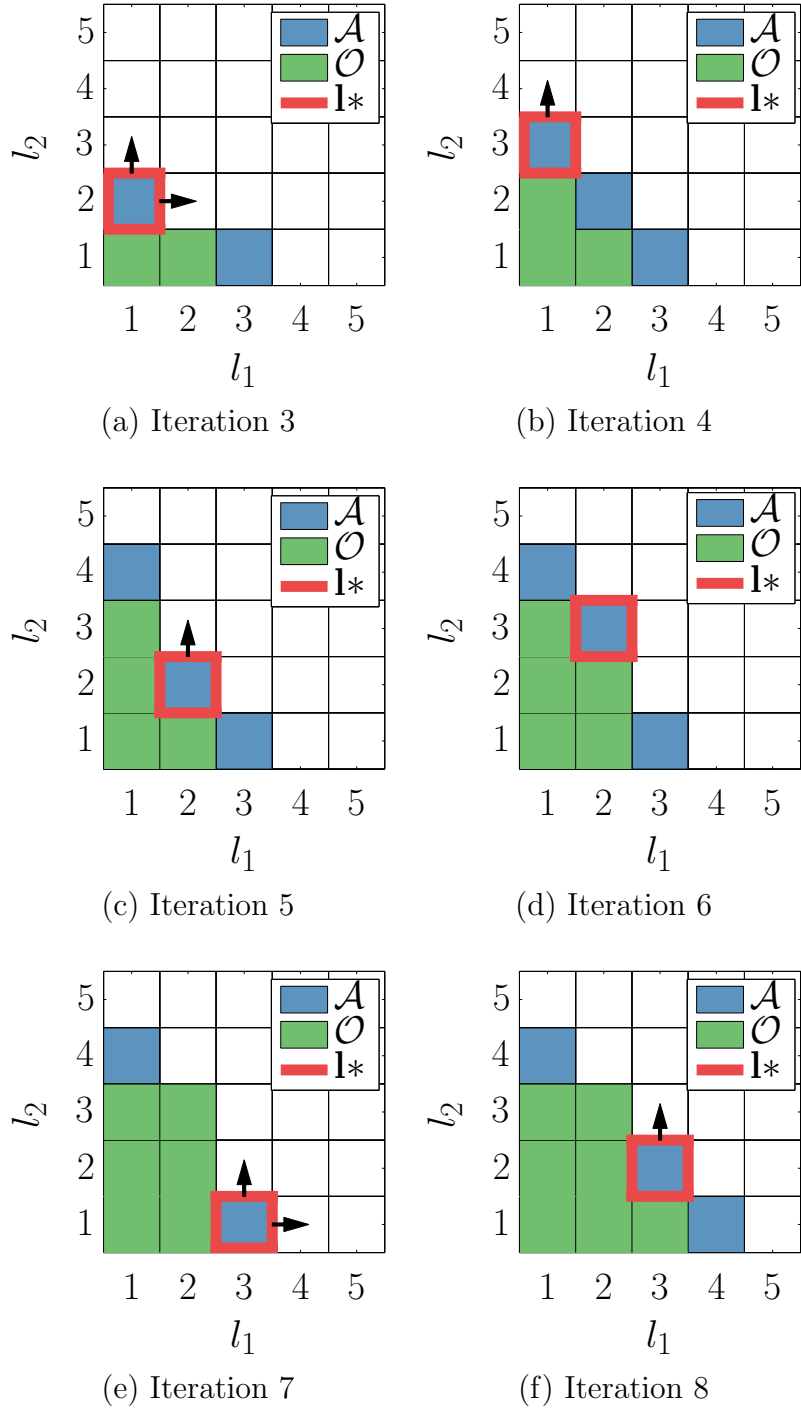 5
4
3
2
1
l₂
𝒜
𝒪
l*
1 2 3 4 5
l₁
(a) Iteration 3
5
4
3
2
1
l₂
𝒜
𝒪
l*
1 2 3 4 5
l₁
(b) Iteration 4
5
4
3
2
1
l₂
𝒜
𝒪
l*
1 2 3 4 5
l₁
(c) Iteration 5
5
4
3
2
1
l₂
𝒜
𝒪
l*
1 2 3 4 5
l₁
(d) Iteration 6
5
4
3
2
1
l₂
𝒜
𝒪
l*
1 2 3 4 5
l₁
(e) Iteration 7
5
4
3
2
1
l₂
𝒜
𝒪
l*
1 2 3 4 5
l₁
(f) Iteration 8